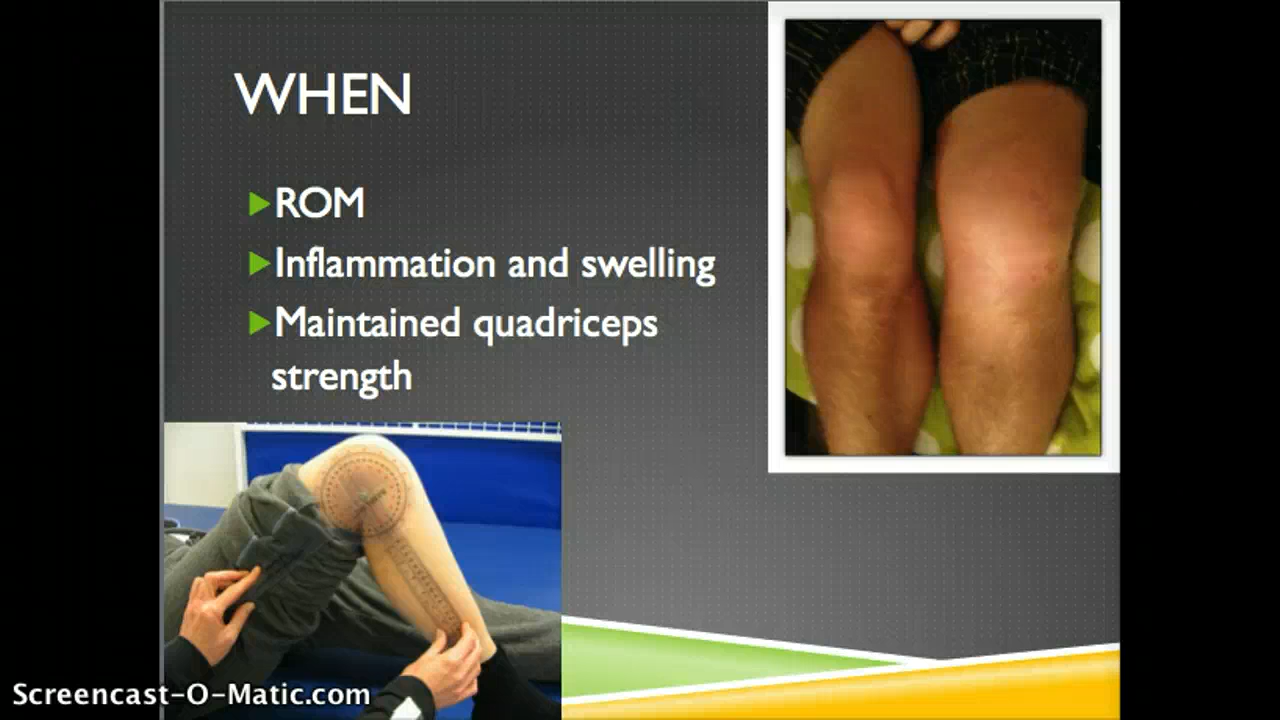 WHEN
ROM
Inflammation and swelling
Maintained quadriceps
strength
Screencast-O-Matic.com